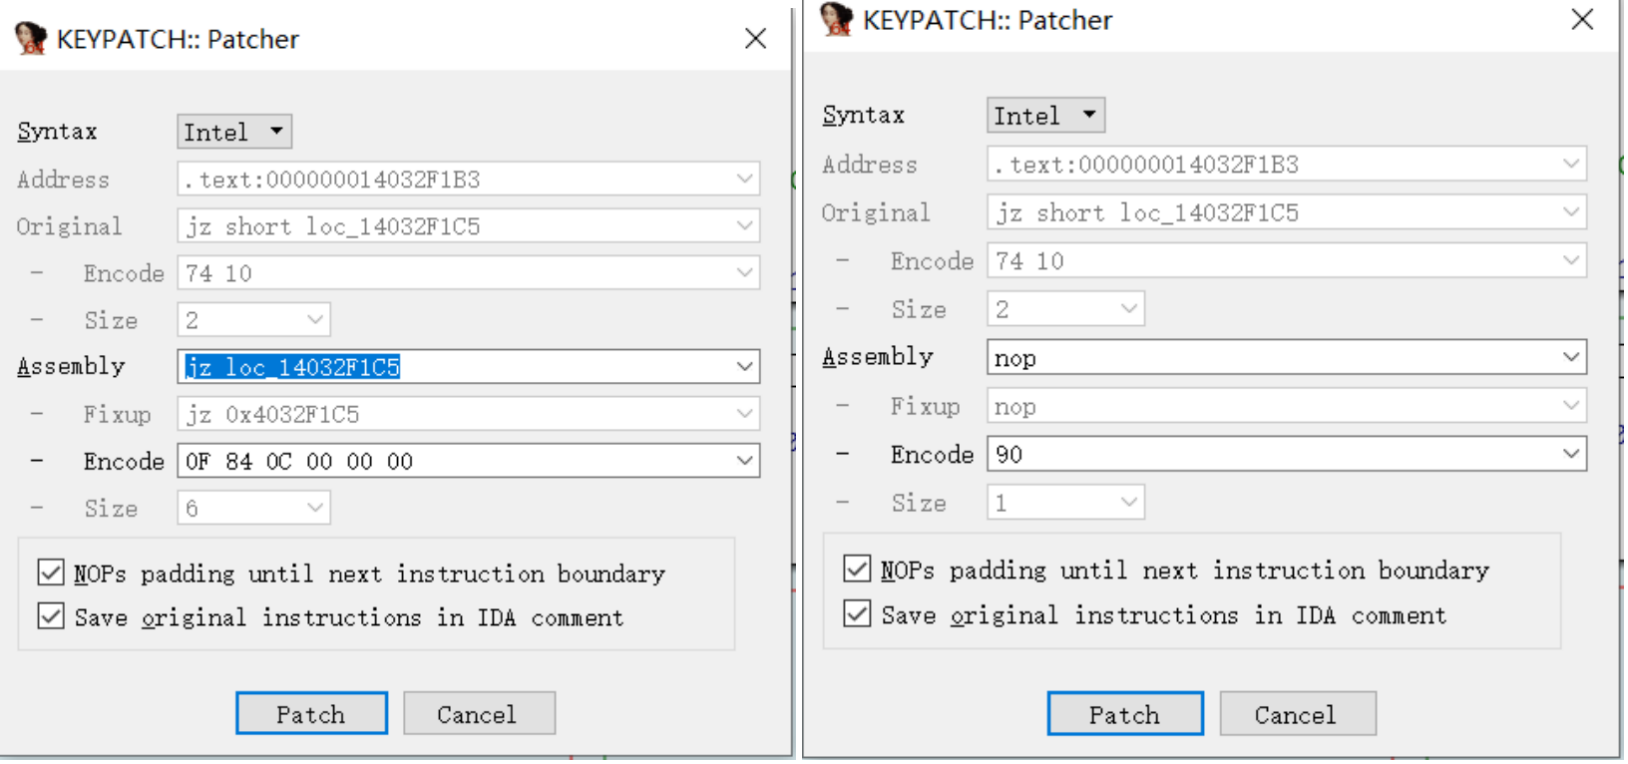 KEYPATCH:: Patcher
Syntax Intel
Address .text:000000014032F1B3
Original jz short loc_14032F1C5
- Encode 74 10
- Size 2
Assembly jz loc_14032F1C5
- Fixup jz 0x4032F1C5
- Encode 0F 84 0C 00 00 00
- Size 6
NOPs padding until next instruction boundary
Save original instructions in IDA comment
Patch Cancel
KEYPATCH:: Patcher
Syntax Intel
Address .text:000000014032F1B3
Original jz short loc_14032F1C5
- Encode 74 10
- Size 2
Assembly nop
- Fixup nop
- Encode 90
- Size 1
NOPs padding until next instruction boundary
Save original instructions in IDA comment
Patch Cancel